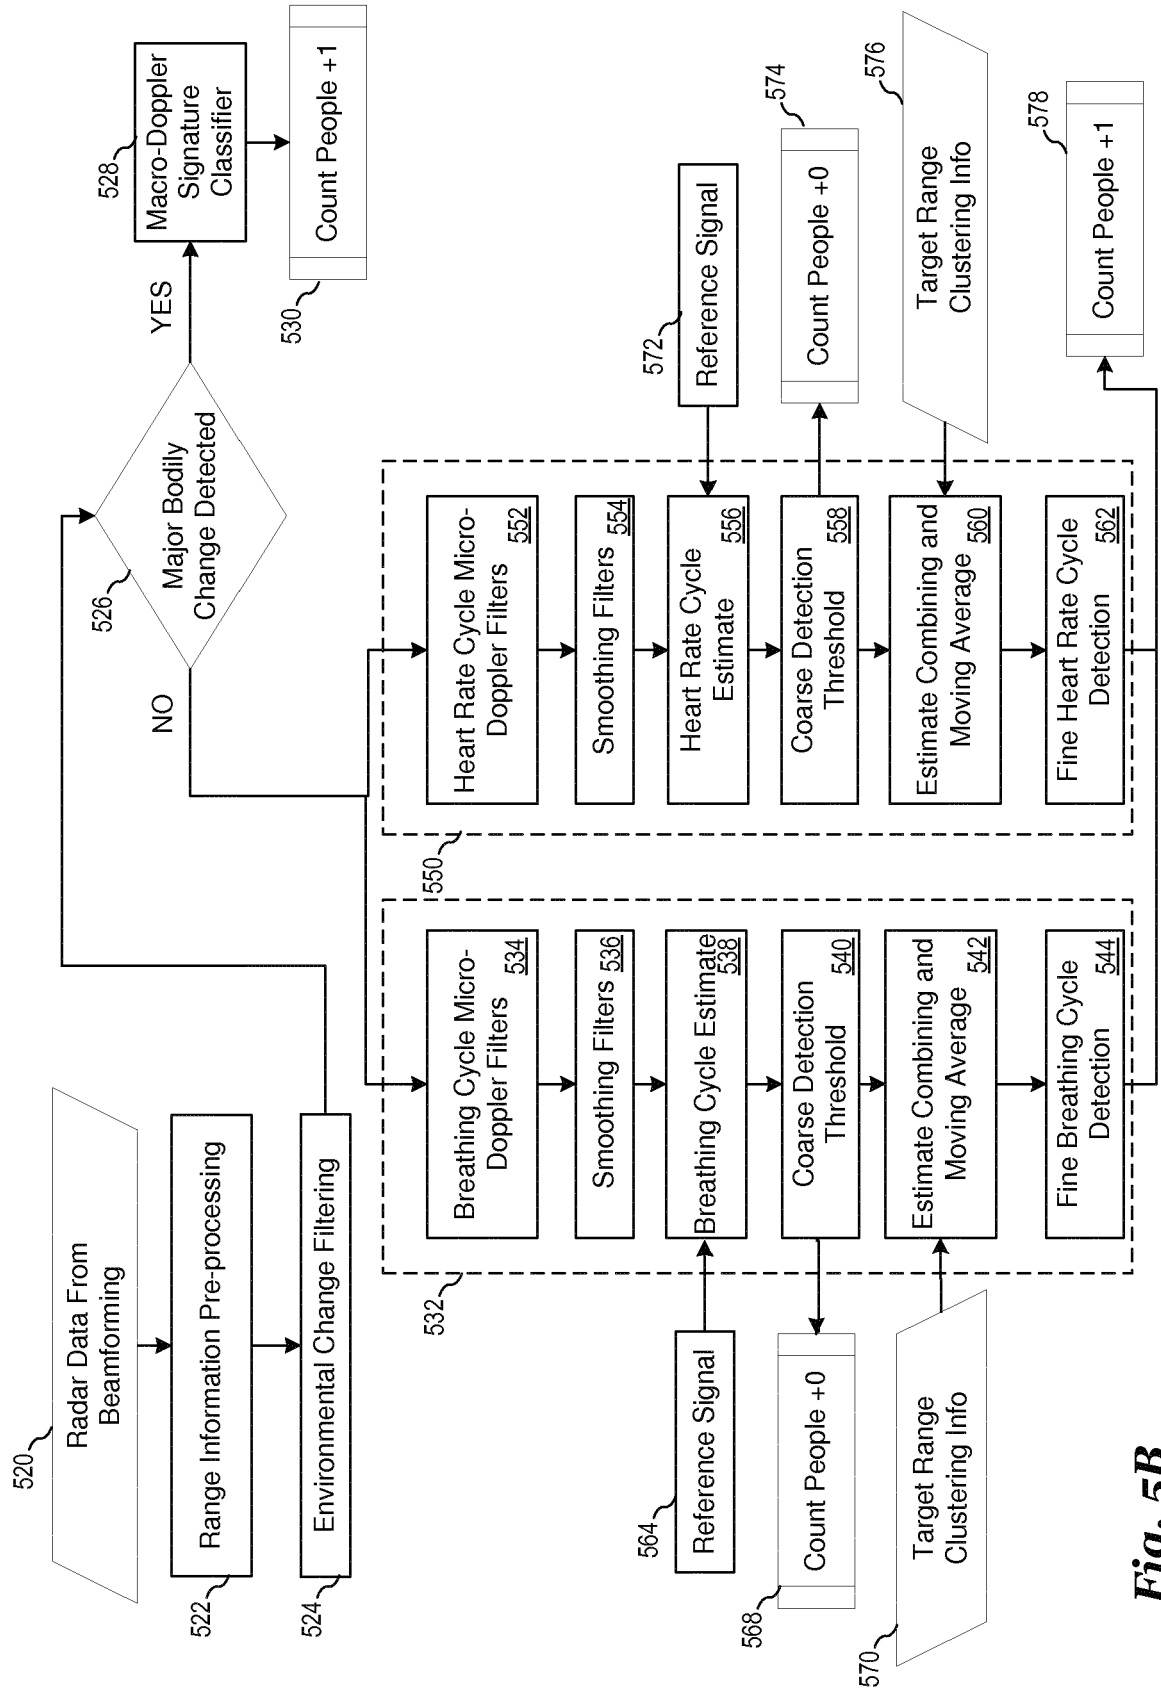 520
Radar Data From
Beamforming
522
Range Information Pre-processing
524
Environmental Change Filtering
526
Major Bodily
Change Detected
YES
NO
528
Macro-Doppler
Signature
Classifier
530
Count People +1
532
Breathing Cycle Micro-
Doppler Filters
534
Smoothing Filters
536
Breathing Cycle Estimate
538
Coarse Detection
Threshold
540
Estimate Combining and
Moving Average
542
Fine Breathing Cycle
Detection
544
564
Reference Signal
568
Count People +0
570
Target Range
Clustering Info
550
Heart Rate Cycle Micro-
Doppler Filters
552
Smoothing Filters
554
Heart Rate Cycle
Estimate
556
Coarse Detection
Threshold
558
Estimate Combining and
Moving Average
560
Fine Heart Rate Cycle
Detection
562
572
Reference Signal
574
Count People +0
576
Target Range
Clustering Info
578
Count People +1
Fig. 5B